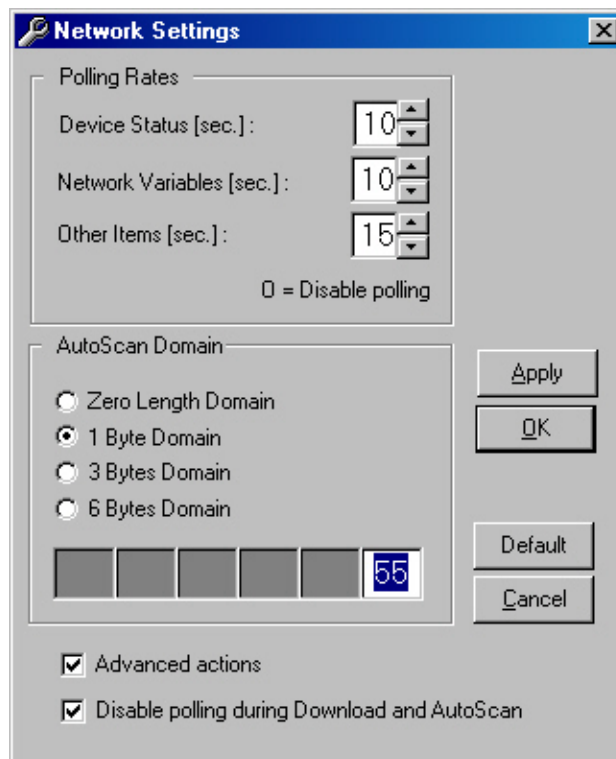 Network Settings
Polling Rates
Device Status [sec.] : 10
Network Variables [sec.] : 10
Other Items [sec.] : 15
0 = Disable polling
AutoScan Domain
Zero Length Domain
1 Byte Domain
3 Bytes Domain
6 Bytes Domain
55
Apply
OK
Default
Cancel
Advanced actions
Disable polling during Download and AutoScan